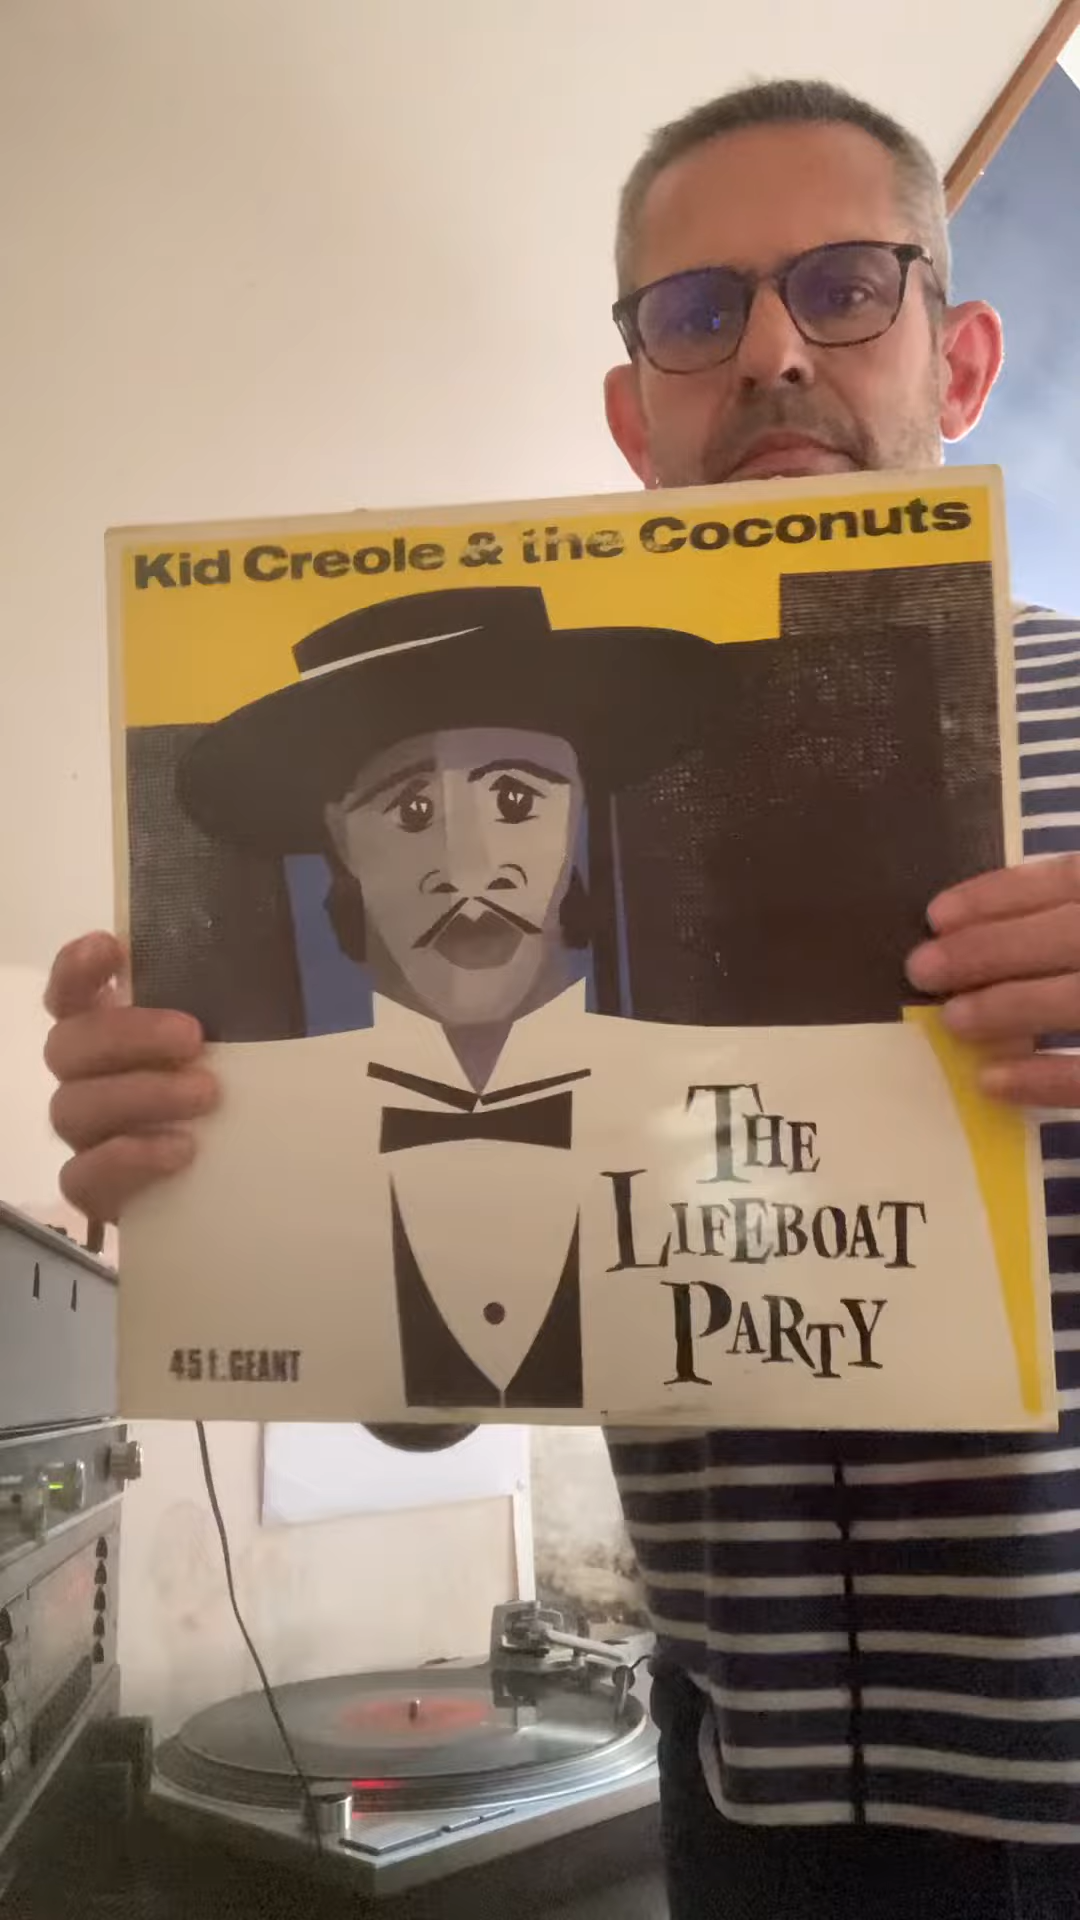 Kid Creole & the Coconuts
THE
LIFEBOAT
PARTY
45 t. GEANT